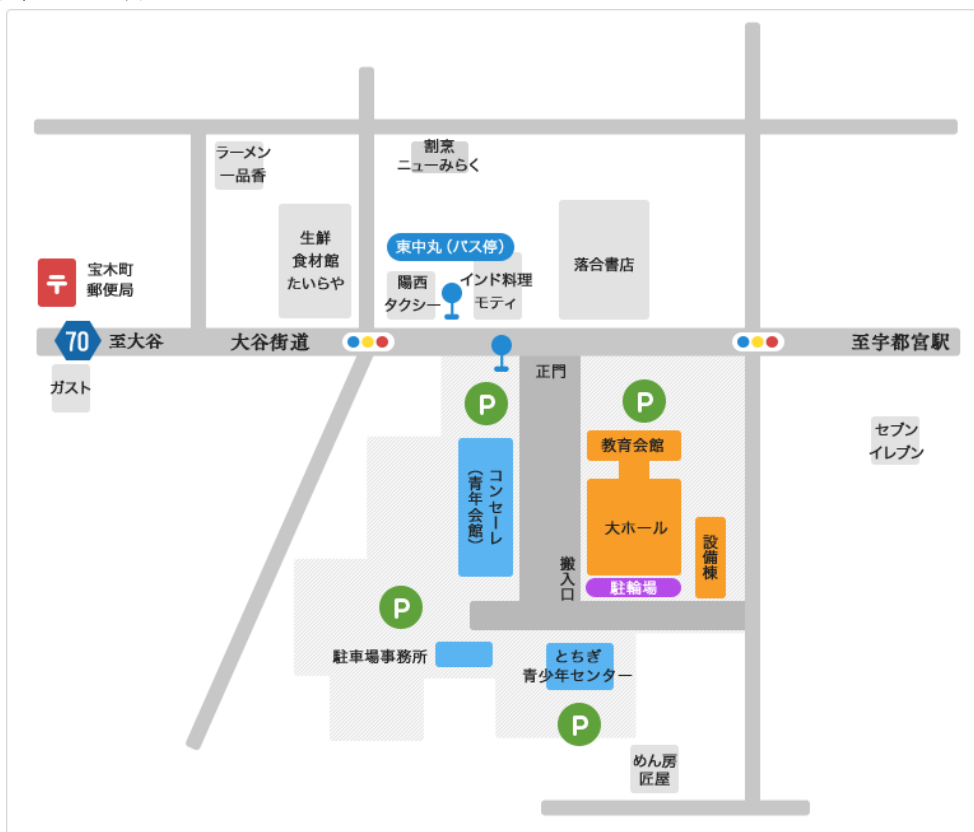 ラーメン
一品香
割烹
ニューみらく
生鮮
食材館
たいらや
東中丸(バス停)
陽西
タクシー
インド料理
モティ
落合書店
宝木町
郵便局
70
至大谷
大谷街道
至宇都宮駅
ガスト
正門
P
P
教育会館
セブン
イレブン
コンセーレ
(青年会館)
大ホール
設備棟
搬入口
駐輪場
P
駐車場事務所
とちぎ
青少年センター
P
めん房
匠屋